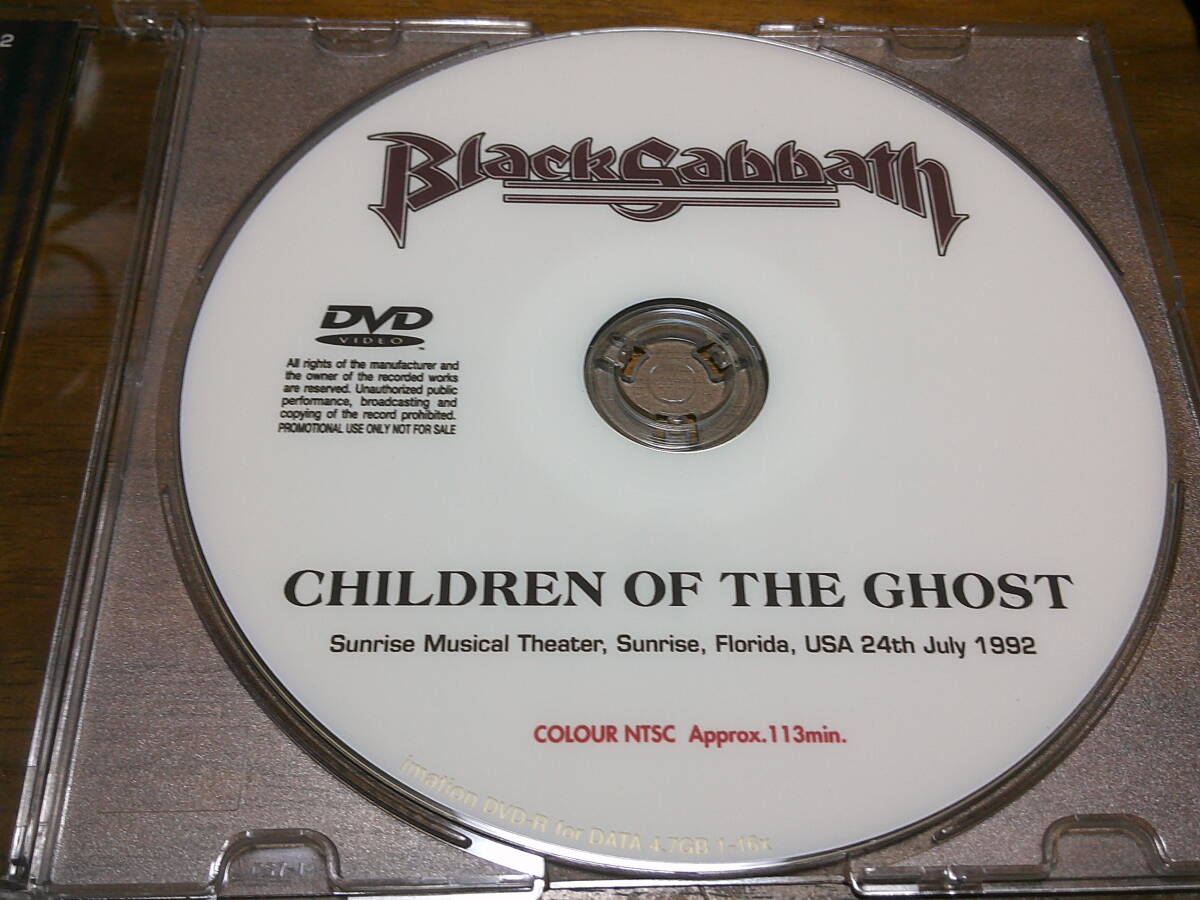 2
Black Sabbath
DVD
VIDEO
TM
All rights of the manufacturer and
the owner of the recorded works
are reserved. Unauthorized public
performance, broadcasting and
copying of the record prohibited.
PROMOTIONAL USE ONLY NOT FOR SALE
CHILDREN OF THE GHOST
Sunrise Musical Theater, Sunrise, Florida, USA 24th July 1992
COLOUR NTSC Approx.113min.
imation DVD-R for DATA 4.7GB 1-16x